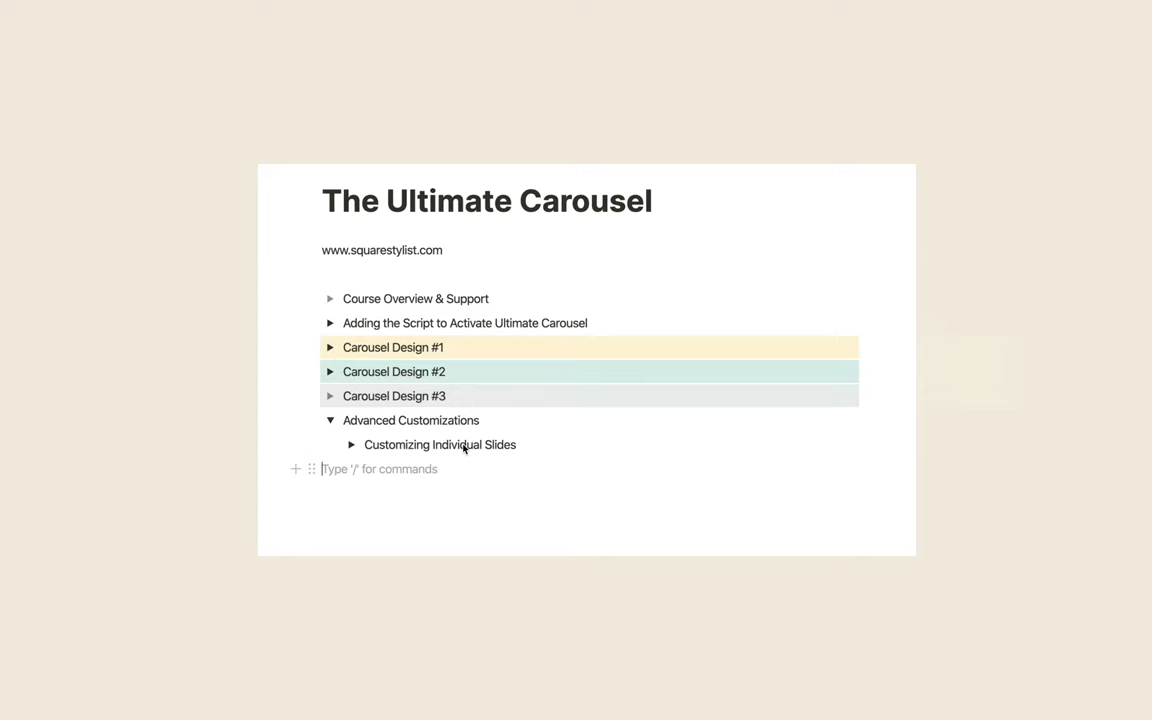 The Ultimate Carousel
www.squarestylist.com
Course Overview & Support
Adding the Script to Activate Ultimate Carousel
Carousel Design #1
Carousel Design #2
Carousel Design #3
Advanced Customizations
Customizing Individual Slides
Type '/' for commands